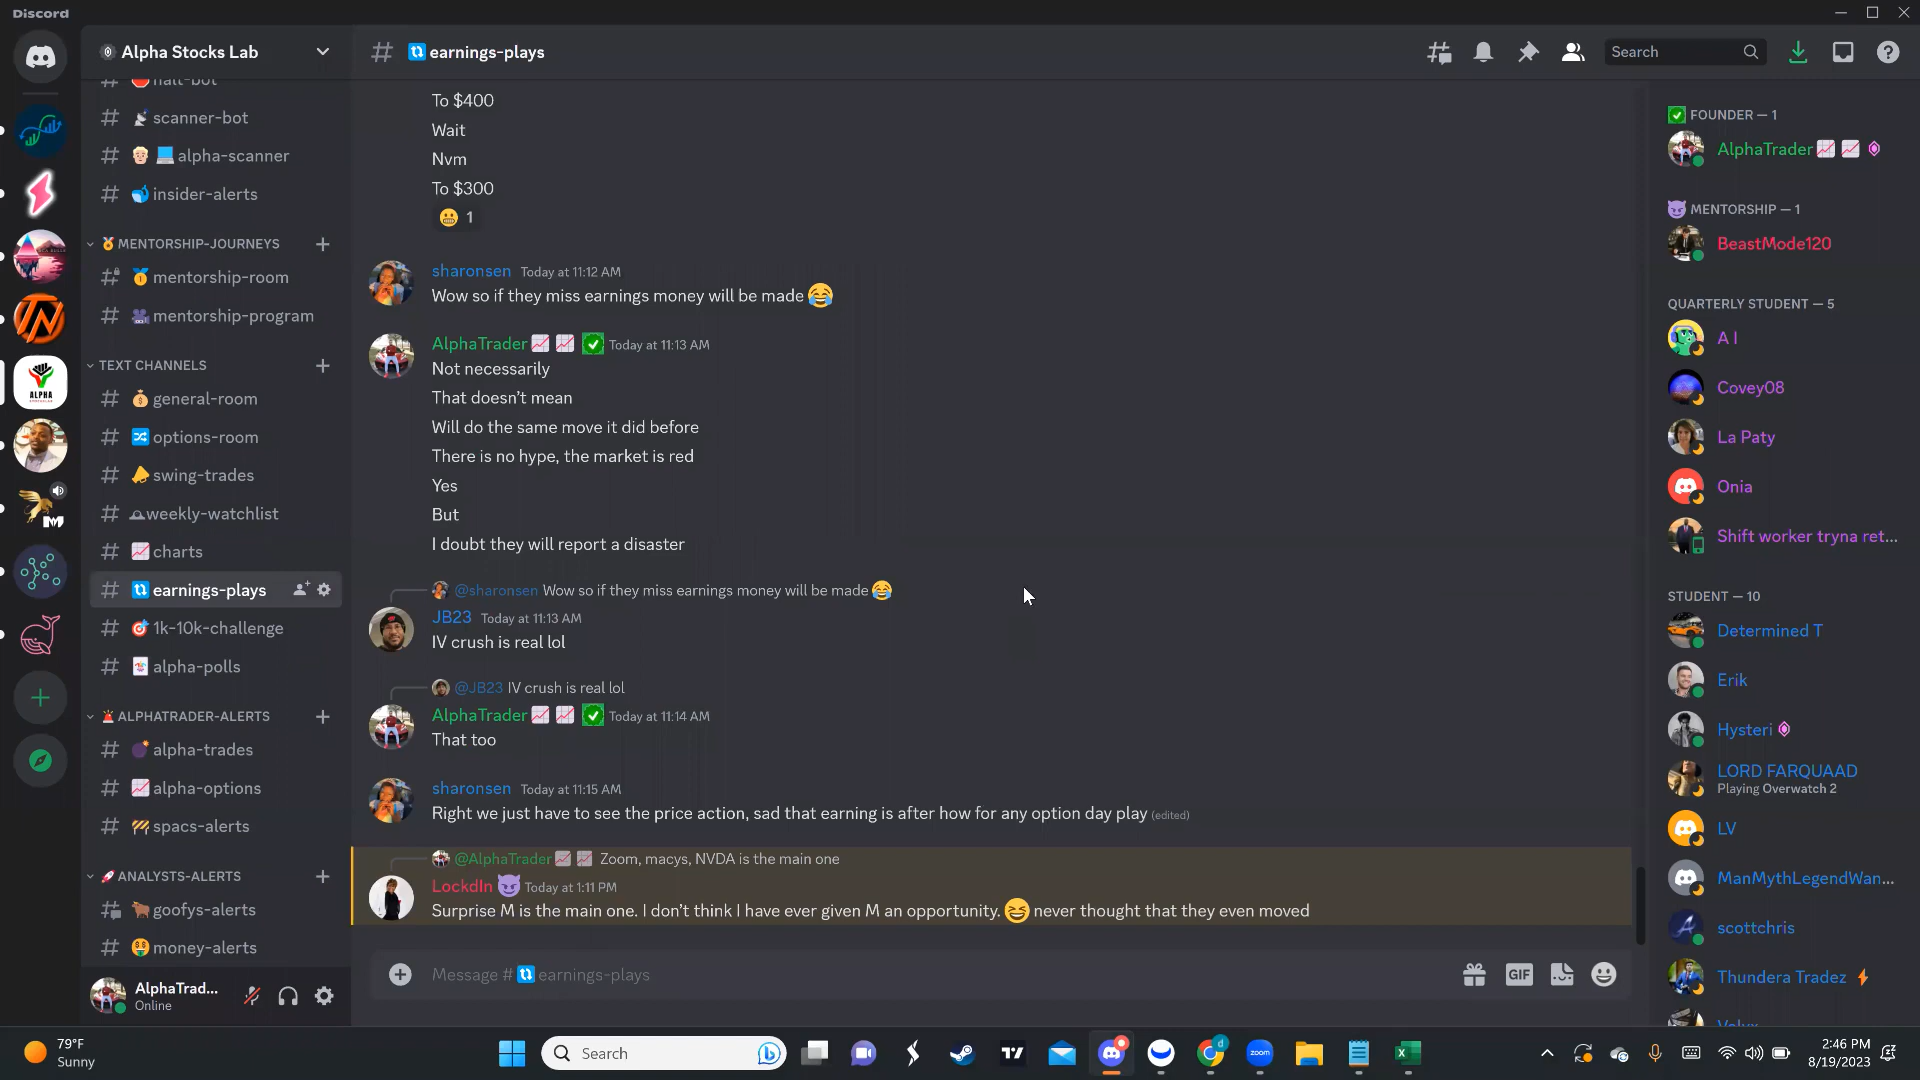 Discord
Alpha Stocks Lab
halt-bot
scanner-bot
alpha-scanner
insider-alerts
MENTORSHIP-JOURNEYS
mentorship-room
mentorship-program
TEXT CHANNELS
general-room
options-room
swing-trades
weekly-watchlist
charts
earnings-plays
1k-10k-challenge
alpha-polls
ALPHATRADER-ALERTS
alpha-trades
alpha-options
spacs-alerts
ANALYSTS-ALERTS
goofys-alerts
money-alerts
AlphaTrad...
Online
ALPHA
earnings-plays
Search
To $400
Wait
Nvm
To $300
1
sharonsen Today at 11:12 AM
Wow so if they miss earnings money will be made
AlphaTrader Today at 11:13 AM
Not necessarily
That doesn't mean
Will do the same move it did before
There is no hype, the market is red
Yes
But
I doubt they will report a disaster
@sharonsen Wow so if they miss earnings money will be made
JB23 Today at 11:13 AM
IV crush is real lol
@JB23 IV crush is real lol
AlphaTrader Today at 11:14 AM
That too
sharonsen Today at 11:15 AM
Right we just have to see the price action, sad that earning is after how for any option day play (edited)
@AlphaTrader Zoom, macys, NVDA is the main one
LockdIn Today at 1:11 PM
Surprise M is the main one. I don't think I have ever given M an opportunity. never thought that they even moved
Message # earnings-plays
GIF
FOUNDER — 1
AlphaTrader
MENTORSHIP — 1
BeastMode120
QUARTERLY STUDENT — 5
A I
Covey08
La Paty
Onia
Shift worker tryna ret...
STUDENT — 10
Determined T
Erik
Hysteri
LORD FARQUAAD
Playing Overwatch 2
LV
ManMythLegendWan...
scottchris
Thundera Tradez
79°F
Sunny
Search
zoom
2:46 PM
8/19/2023